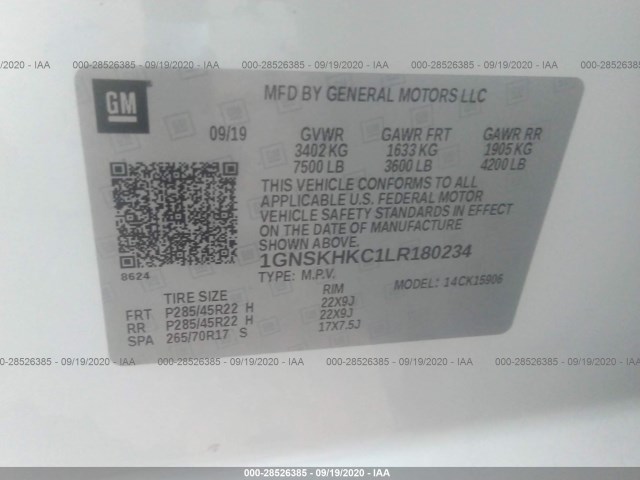 000-28526385 - 09/19/2020 - IAA
GM
MFD BY GENERAL MOTORS LLC
09/19 GVWR GAWR FRT GAWR RR
3402 KG 1633 KG 1905 KG
7500 LB 3600 LB 4200 LB
THIS VEHICLE CONFORMS TO ALL
APPLICABLE U.S. FEDERAL MOTOR
VEHICLE SAFETY STANDARDS IN EFFECT
ON THE DATE OF MANUFACTURE
SHOWN ABOVE.
1GNSKHKC1LR180234
8624
TYPE: M.P.V. MODEL: 14CK15906
TIRE SIZE RIM
FRT P285/45R22 H 22X9J
RR P285/45R22 H 22X9J
SPA 265/70R17 S 17X7.5J
000-28526385 - 09/19/2020 - IAA